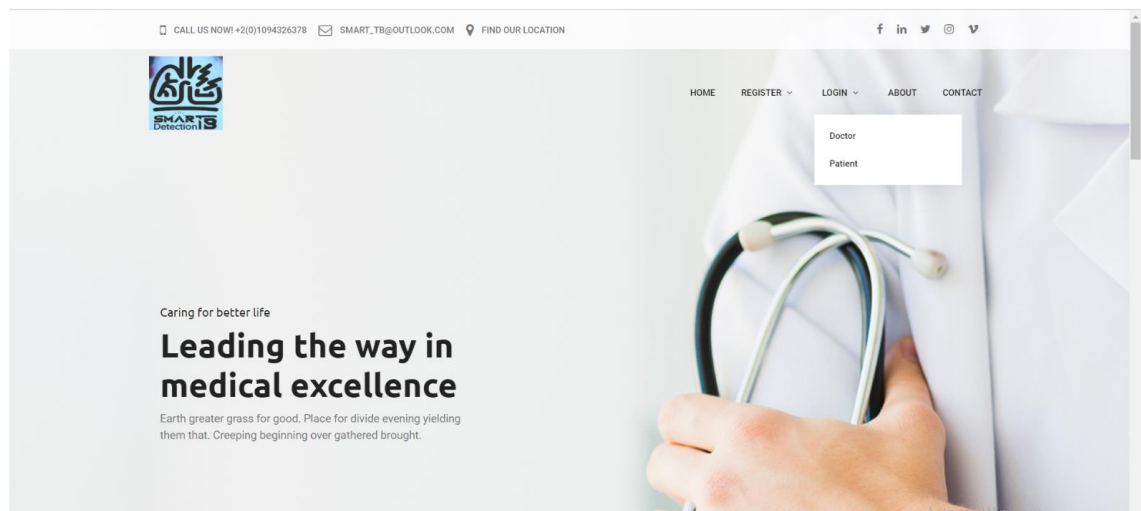 CALL US NOW! +2(0)1094326378 SMART_TB@OUTLOOK.COM FIND OUR LOCATION
SMART TB
Detection
HOME REGISTER LOGIN ABOUT CONTACT
Doctor
Patient
Caring for better life
Leading the way in
medical excellence
Earth greater grass for good. Place for divide evening yielding
them that. Creeping beginning over gathered brought.